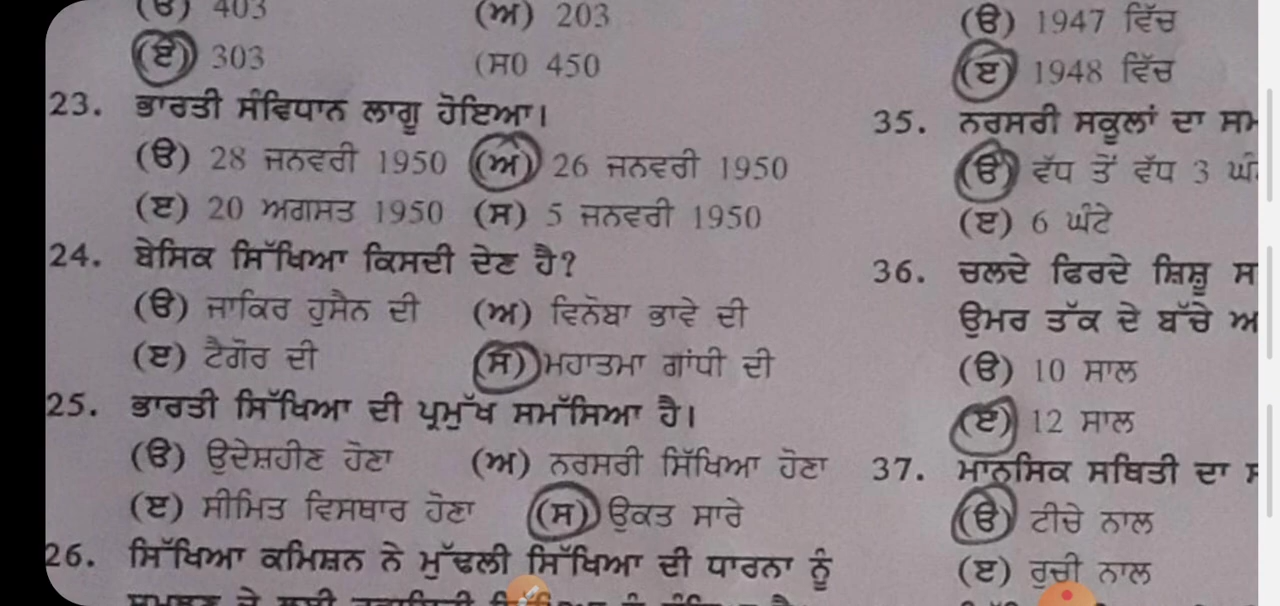 (ੳ) 403 (ਅ) 203
(ੲ) 303 (ਸ0 450
23. ਭਾਰਤੀ ਸੰਵਿਧਾਨ ਲਾਗੂ ਹੋਇਆ।
(ੳ) 28 ਜਨਵਰੀ 1950 (ਅ) 26 ਜਨਵਰੀ 1950
(ੲ) 20 ਅਗਸਤ 1950 (ਸ) 5 ਜਨਵਰੀ 1950
24. ਬੇਸਿਕ ਸਿੱਖਿਆ ਕਿਸਦੀ ਦੇਣ ਹੈ?
(ੳ) ਜਾਕਿਰ ਹੁਸੈਨ ਦੀ (ਅ) ਵਿਨੋਬਾ ਭਾਵੇ ਦੀ
(ੲ) ਟੈਗੋਰ ਦੀ (ਸ) ਮਹਾਤਮਾ ਗਾਂਧੀ ਦੀ
25. ਭਾਰਤੀ ਸਿੱਖਿਆ ਦੀ ਪ੍ਰਮੁੱਖ ਸਮੱਸਿਆ ਹੈ।
(ੳ) ਉਦੇਸ਼ਹੀਣ ਹੋਣਾ (ਅ) ਨਰਸਰੀ ਸਿੱਖਿਆ ਹੋਣਾ
(ੲ) ਸੀਮਿਤ ਵਿਸਥਾਰ ਹੋਣਾ (ਸ) ਉਕਤ ਸਾਰੇ
26. ਸਿੱਖਿਆ ਕਮਿਸ਼ਨ ਨੇ ਮੁੱਢਲੀ ਸਿੱਖਿਆ ਦੀ ਧਾਰਨਾ ਨੂੰ
(ੳ) 1947 ਵਿੱਚ
(ੲ) 1948 ਵਿੱਚ
35. ਨਰਸਰੀ ਸਕੂਲਾਂ ਦਾ
(ੳ) ਵੱਧ ਤੋਂ ਵੱਧ 3
(ੲ) 6 ਘੰਟੇ
36. ਚਲਦੇ ਫਿਰਦੇ ਸ਼ਿਸ਼ੂ
ਉਮਰ ਤੱਕ ਦੇ ਬੱਚੇ
(ੳ) 10 ਸਾਲ
(ੲ) 12 ਸਾਲ
37. ਮਾਨਸਿਕ ਸਥਿਤੀ ਦਾ
(ੳ) ਟੀਚੇ ਨਾਲ
(ੲ) ਰੁਚੀ ਨਾਲ